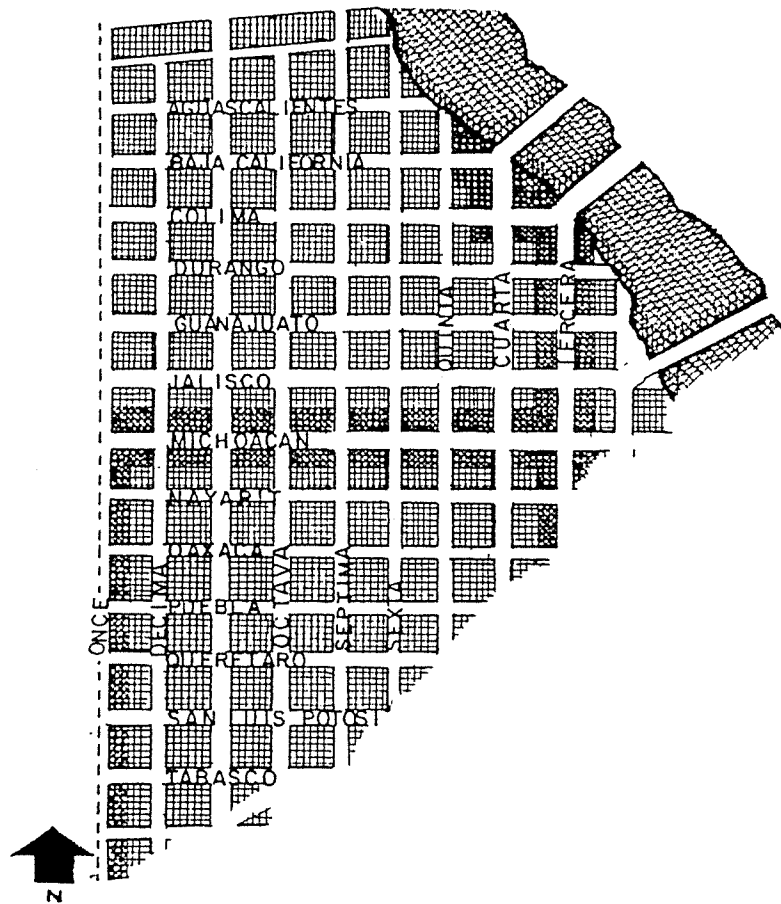 AGUASCALIENTES
BAJA CALIFORNIA
COLIMA
DURANGO
GUANAJUATO
QUINTA
CUARTA
TERCERA
JALISCO
MICHOACAN
NAYARIT
OAXACA
ONCE
DECIMA
PUEBLA
OCTAVA
SEPTIMA
SEXTA
QUERETARO
SAN LUIS POTOSI
TABASCO
N